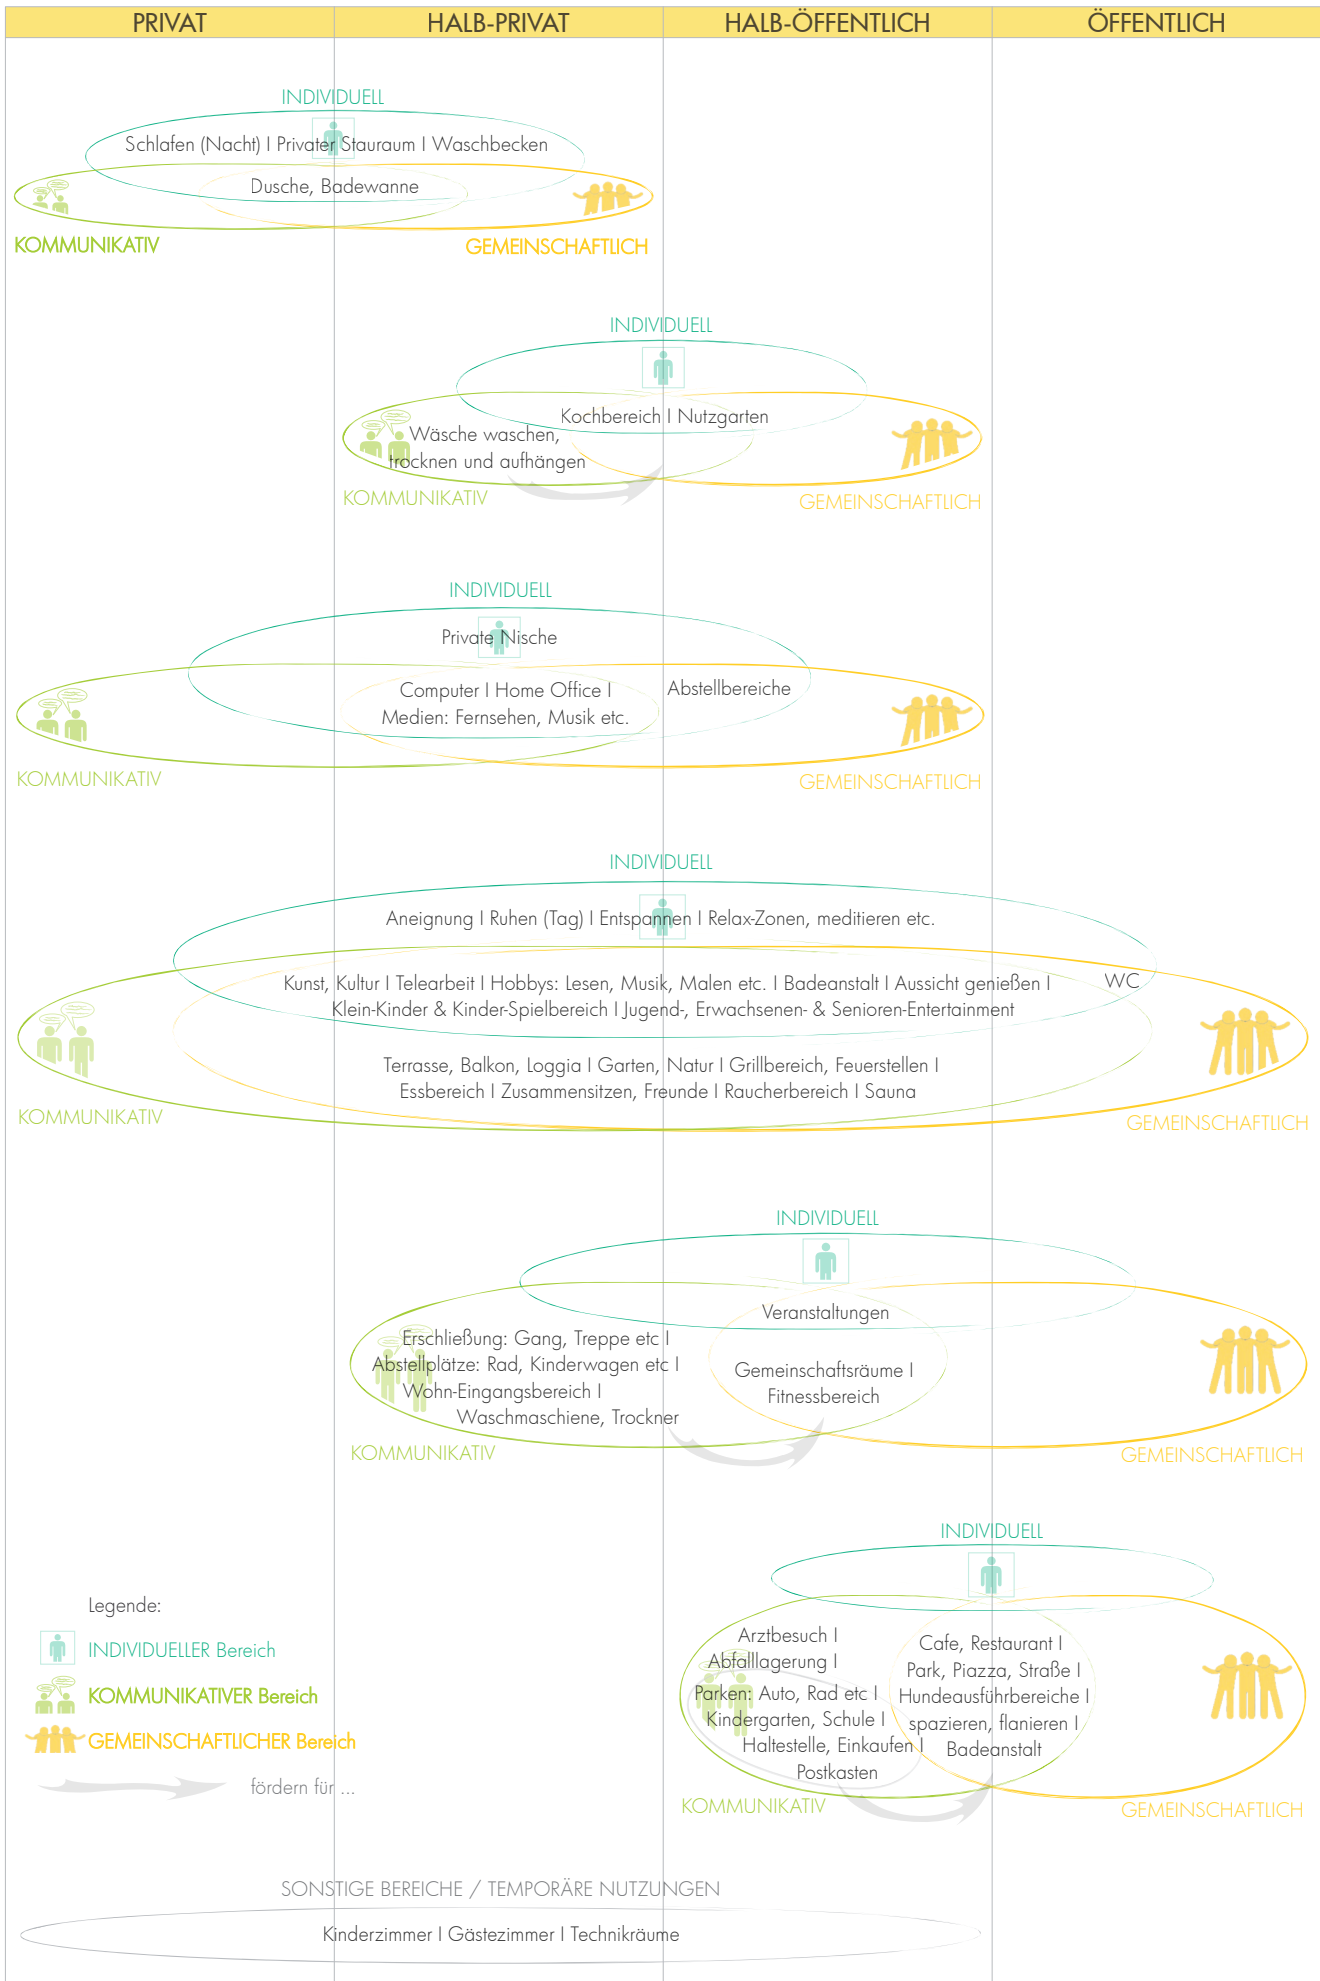 PRIVAT
HALB-PRIVAT
HALB-ÖFFENTLICH
ÖFFENTLICH
INDIVIDUELL
Schlafen (Nacht) I Privater Stauraum I Waschbecken
Dusche, Badewanne
KOMMUNIKATIV
GEMEINSCHAFTLICH
INDIVIDUELL
Kochbereich I Nutzgarten
Wäsche waschen,
trocknen und aufhängen
KOMMUNIKATIV
GEMEINSCHAFTLICH
INDIVIDUELL
Private Nische
Computer I Home Office I
Medien: Fernsehen, Musik etc.
Abstellbereiche
KOMMUNIKATIV
GEMEINSCHAFTLICH
INDIVIDUELL
Aneignung I Ruhen (Tag) I Entspannen I Relax-Zonen, meditieren etc.
Kunst, Kultur I Telearbeit I Hobbys: Lesen, Musik, Malen etc. I Badeanstalt I Aussicht genießen I
WC
Klein-Kinder & Kinder-Spielbereich I Jugend-, Erwachsenen- & Senioren-Entertainment
Terrasse, Balkon, Loggia I Garten, Natur I Grillbereich, Feuerstellen I
Essbereich I Zusammensitzen, Freunde I Raucherbereich I Sauna
KOMMUNIKATIV
GEMEINSCHAFTLICH
INDIVIDUELL
Veranstaltungen
Erschließung: Gang, Treppe etc I
Abstellplätze: Rad, Kinderwagen etc I
Wohn-Eingangsbereich I
Waschmaschiene, Trockner
Gemeinschaftsräume I
Fitnessbereich
KOMMUNIKATIV
GEMEINSCHAFTLICH
INDIVIDUELL
Arztbesuch I
Abfalllagerung I
Parken: Auto, Rad etc I
Kindergarten, Schule I
Haltestelle, Einkaufen I
Postkasten
Cafe, Restaurant I
Park, Piazza, Straße I
Hundeausführbereiche I
spazieren, flanieren I
Badeanstalt
KOMMUNIKATIV
GEMEINSCHAFTLICH
Legende:
INDIVIDUELLER Bereich
KOMMUNIKATIVER Bereich
GEMEINSCHAFTLICHER Bereich
fördern für ...
SONSTIGE BEREICHE / TEMPORÄRE NUTZUNGEN
Kinderzimmer I Gästezimmer I Technikräume